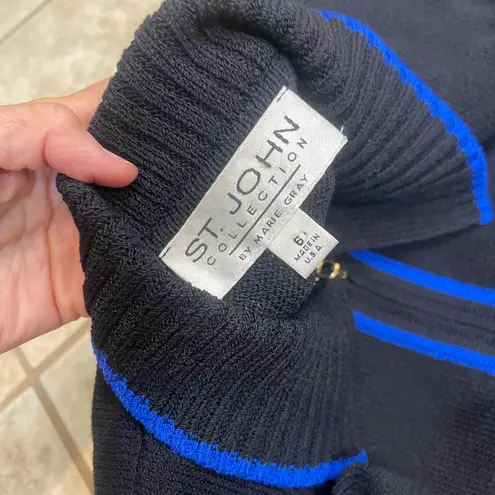 ST. JOHN
COLLECTION
BY MARIE GRAY
6
MADE IN
U.S.A.